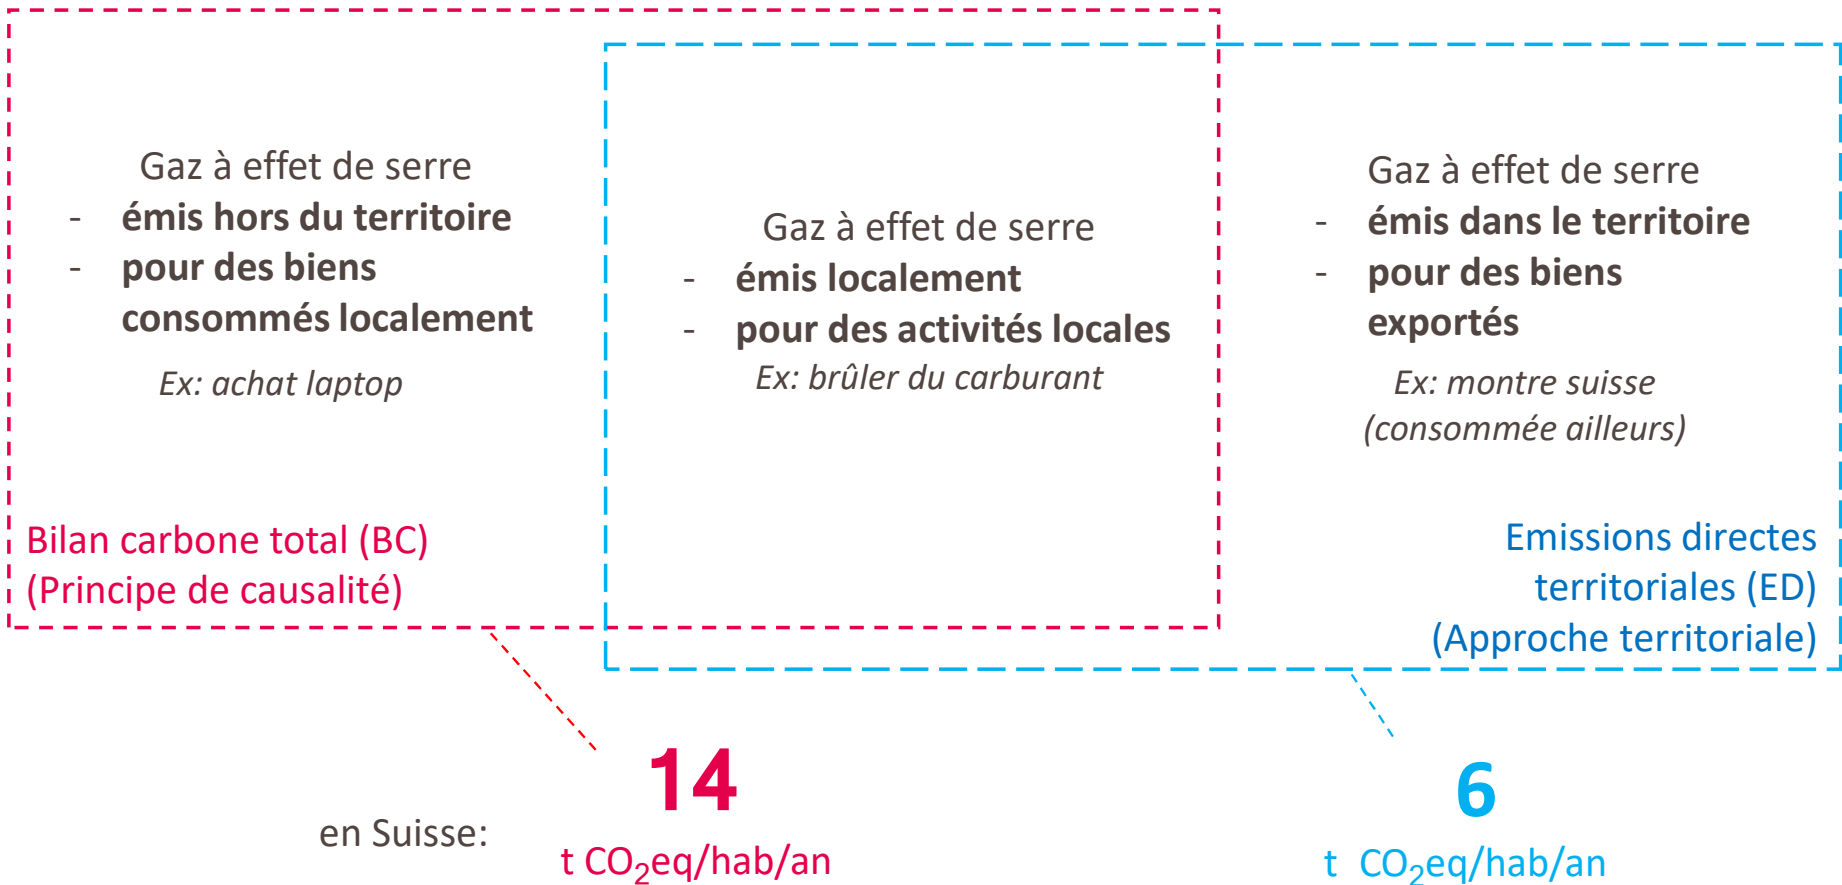 Gaz à effet de serre
- émis hors du territoire
- pour des biens
consommés localement
Ex: achat laptop
Bilan carbone total (BC)
(Principe de causalité)
Gaz à effet de serre
- émis localement
- pour des activités locales
Ex: brûler du carburant
Gaz à effet de serre
- émis dans le territoire
- pour des biens
exportés
Ex: montre suisse
(consommée ailleurs)
Emissions directes
territoriales (ED)
(Approche territoriale)
en Suisse:
14
t CO₂eq/hab/an
6
t CO₂eq/hab/an